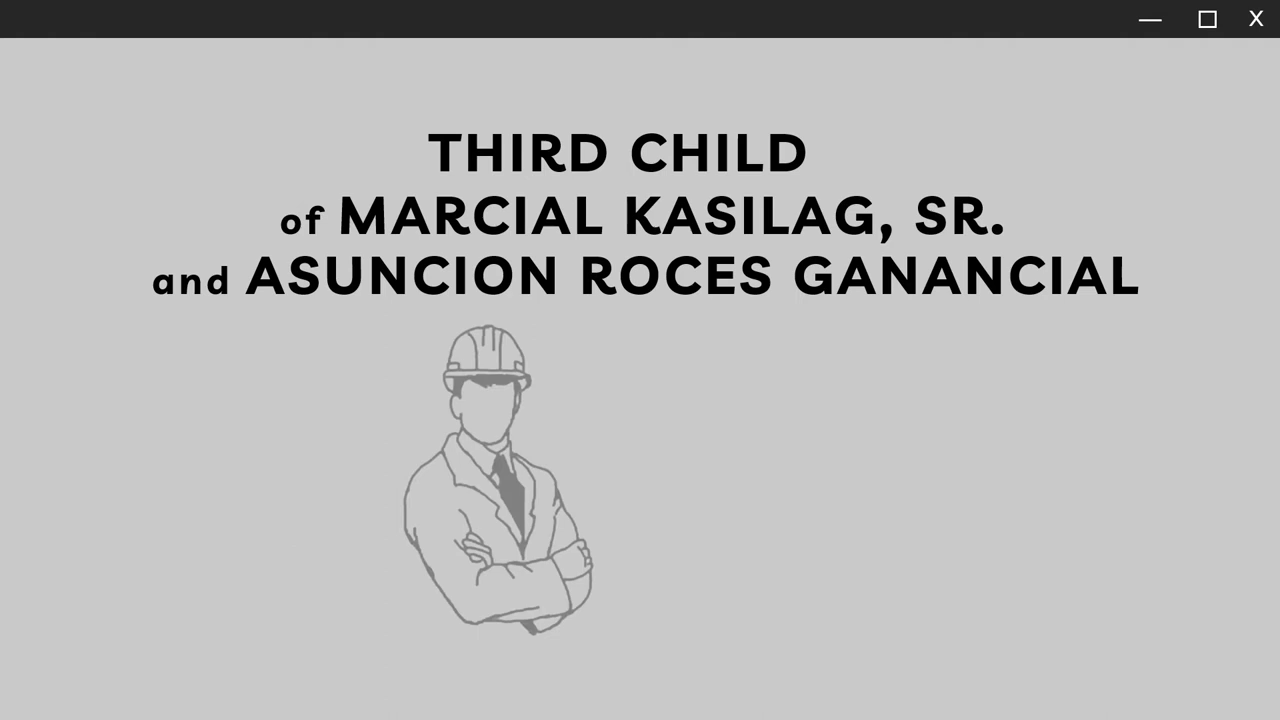 THIRD CHILD
of MARCIAL KASILAG, SR.
and ASUNCION ROCES GANANCIAL